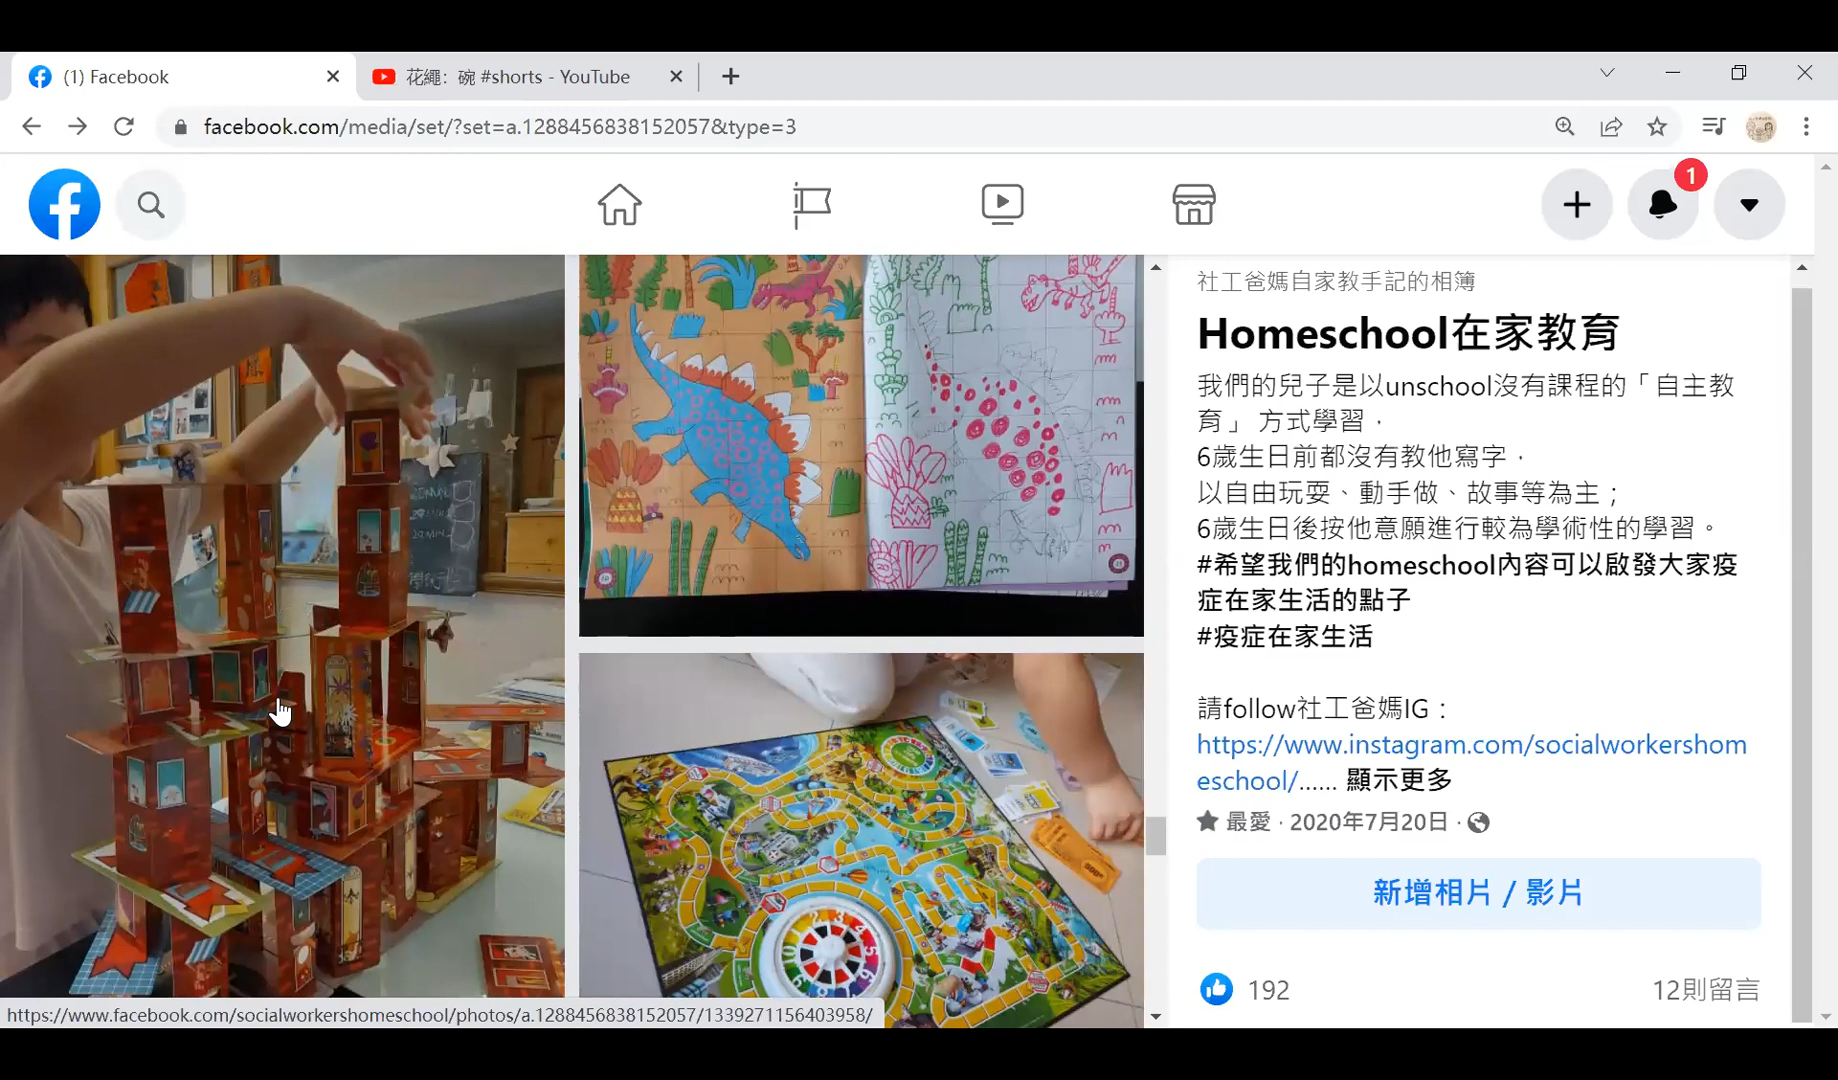 (1) Facebook
花繩：碗 #shorts - YouTube
facebook.com/media/set/?set=a.1288456838152057&type=3
1
社工爸媽自家教手記的相簿
Homeschool在家教育
我們的兒子是以unschool沒有課程的「自主教
育」 方式學習，
6歲生日前都沒有教他寫字，
以自由玩耍、動手做、故事等為主；
6歲生日後按他意願進行較為學術性的學習。
#希望我們的homeschool內容可以啟發大家疫
症在家生活的點子
#疫症在家生活
請follow社工爸媽IG：
https://www.instagram.com/socialworkershom
eschool/...... 顯示更多
最愛 · 2020年7月20日 ·
新增相片 / 影片
192
12則留言
https://www.facebook.com/socialworkershomeschool/photos/a.1288456838152057/1339271156403958/